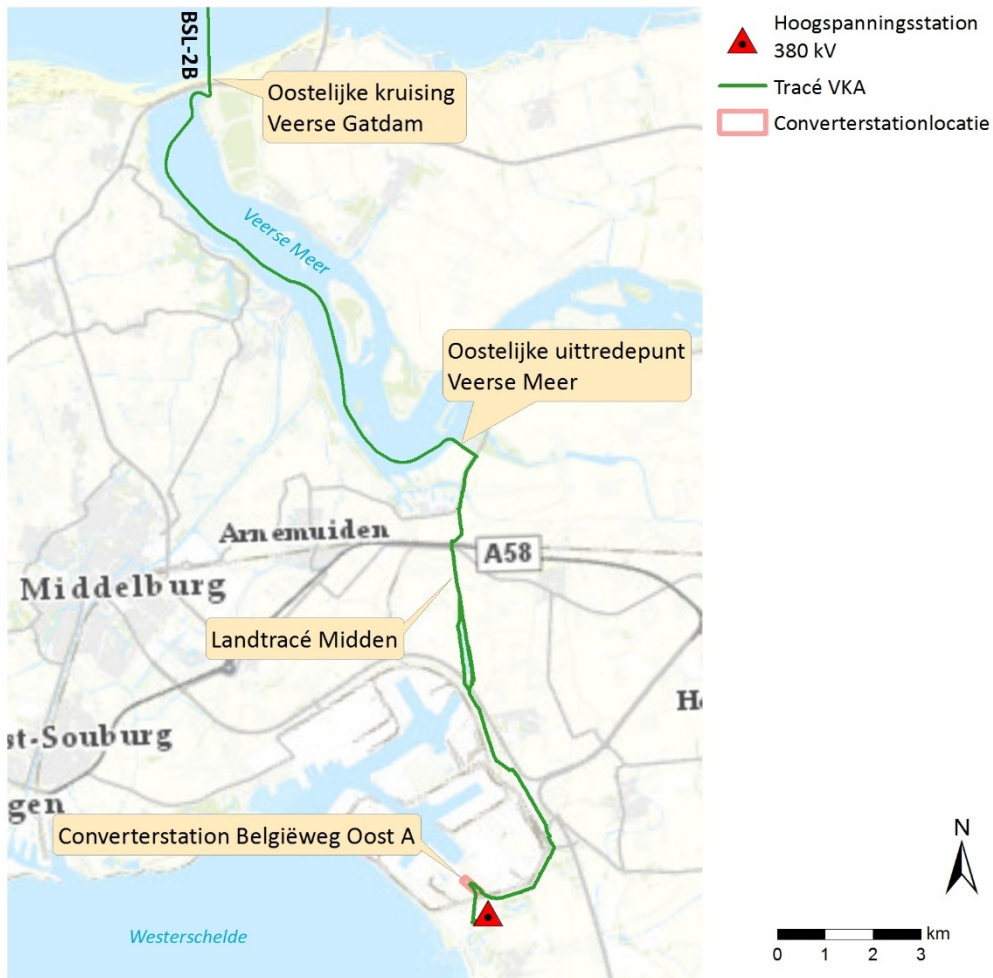 BSL-2B
Oostelijke kruising
Veerse Gatdam
Veerse Meer
Oostelijke uittredepunt
Veerse Meer
Arnemuiden
A58
Middelburg
Landtracé Midden
He
st-Souburg
gen
Converterstation Belgiëweg Oost A
Westerschelde
Hoogspanningsstation
380 kV
Tracé VKA
Converterstationlocatie
N
km
0 1 2 3